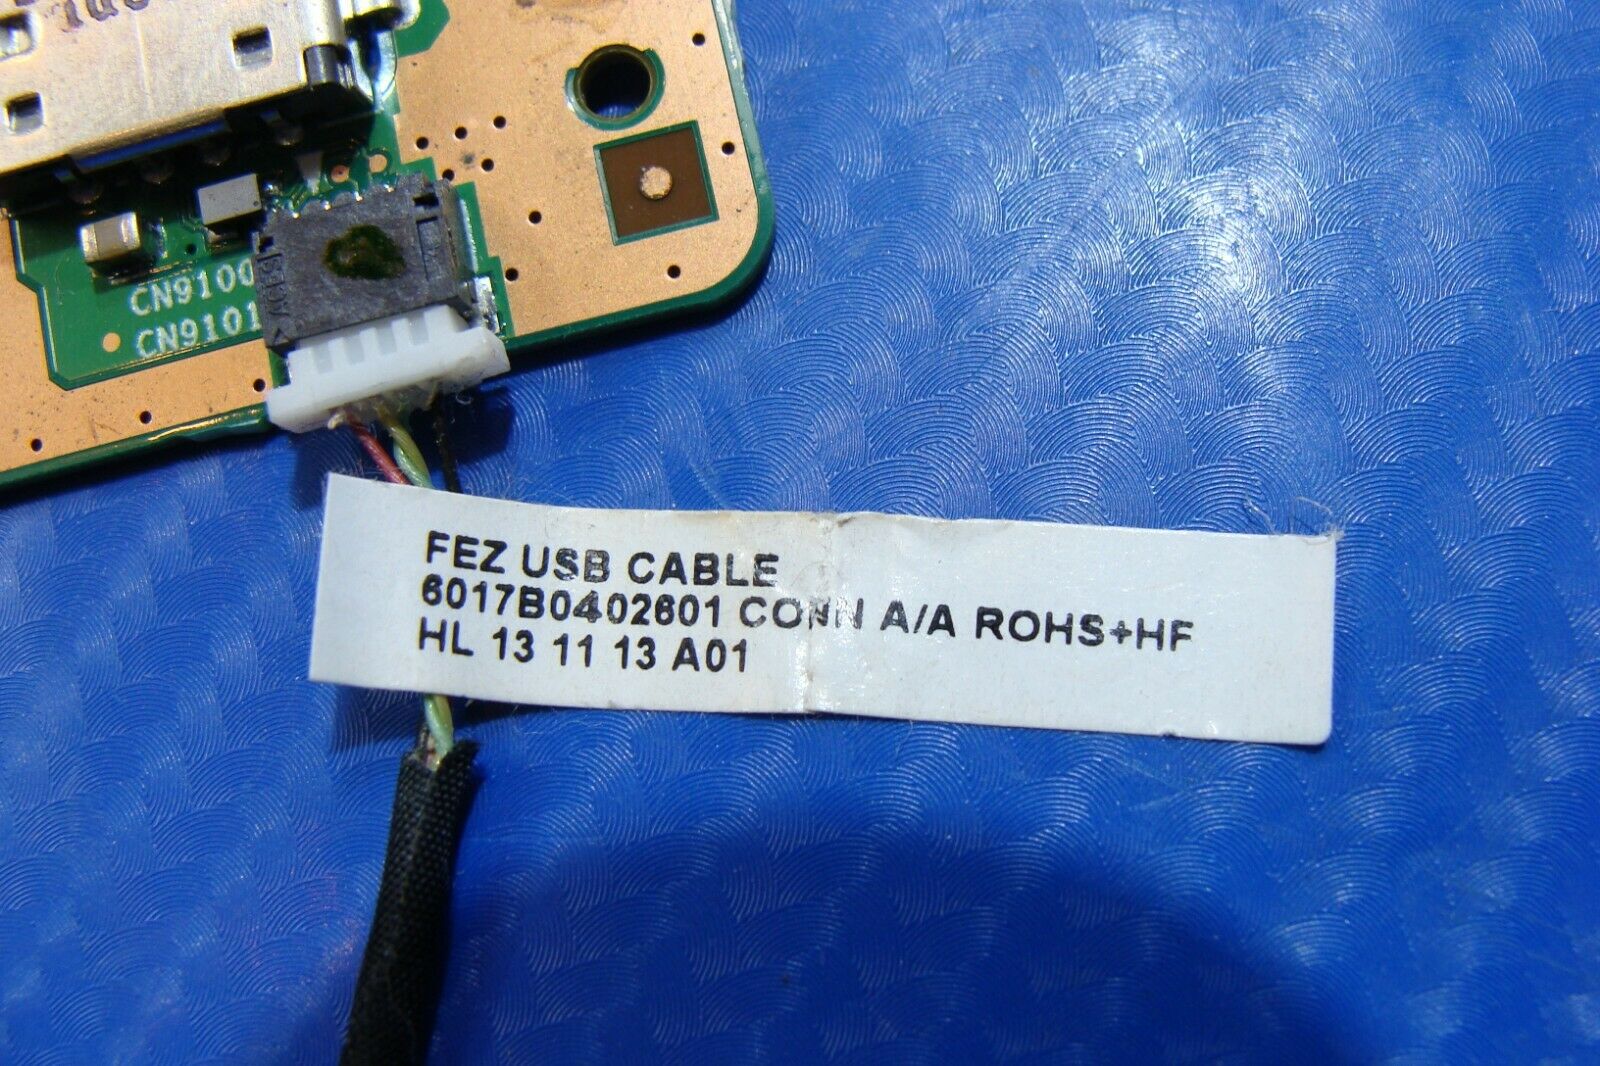 CN9100
CN9101
FEZ USB CABLE
6017B0402601 CONN A/A ROHS+HF
HL 13 11 13 A01